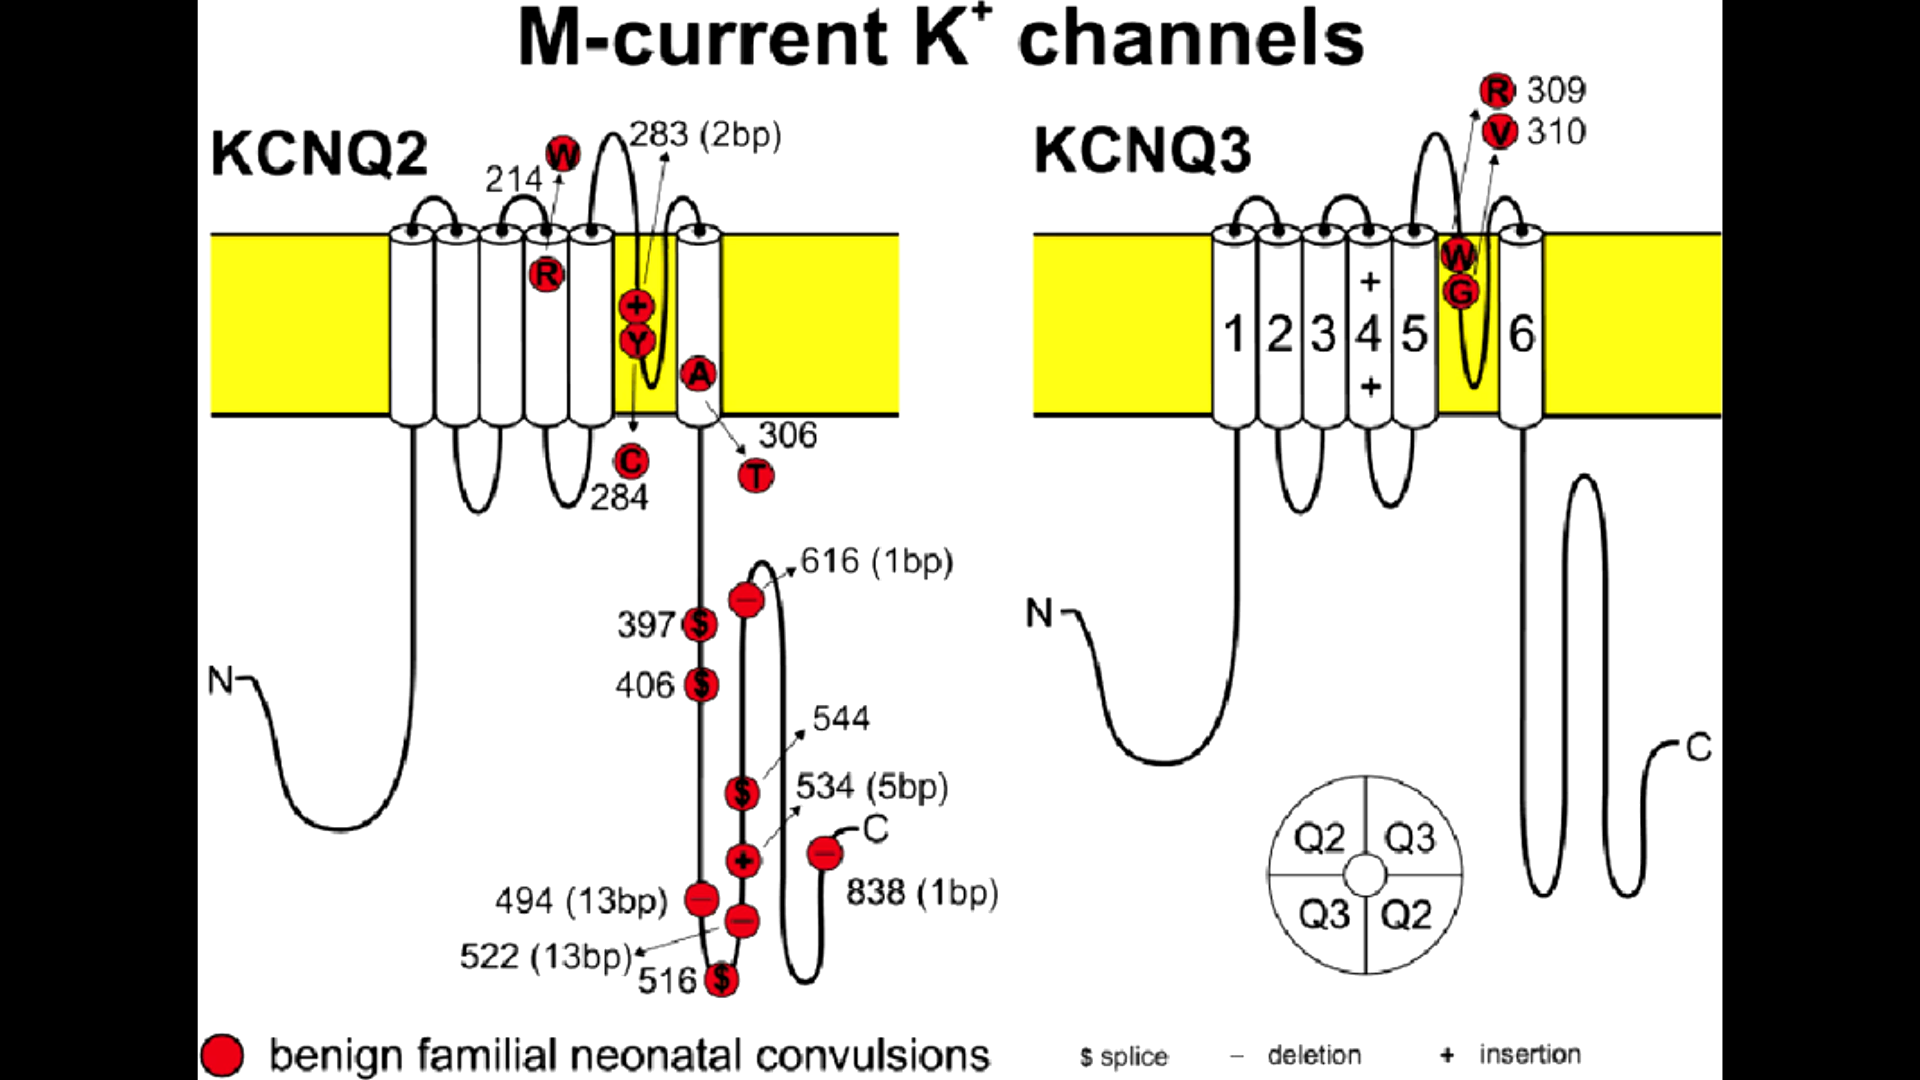 M-current K⁺ channels
KCNQ2
W
214
283 (2bp)
R
+
Y
A
306
C
T
284
616 (1bp)
−
397 $
406 $
544
$
534 (5bp)
+
C
−
838 (1bp)
494 (13bp) −
−
522 (13bp)
516 $
N
KCNQ3
R 309
V 310
W
G
+
1 2 3 4 5 6
+
N
C
Q2 Q3
Q3 Q2
benign familial neonatal convulsions
$ splice − deletion + insertion